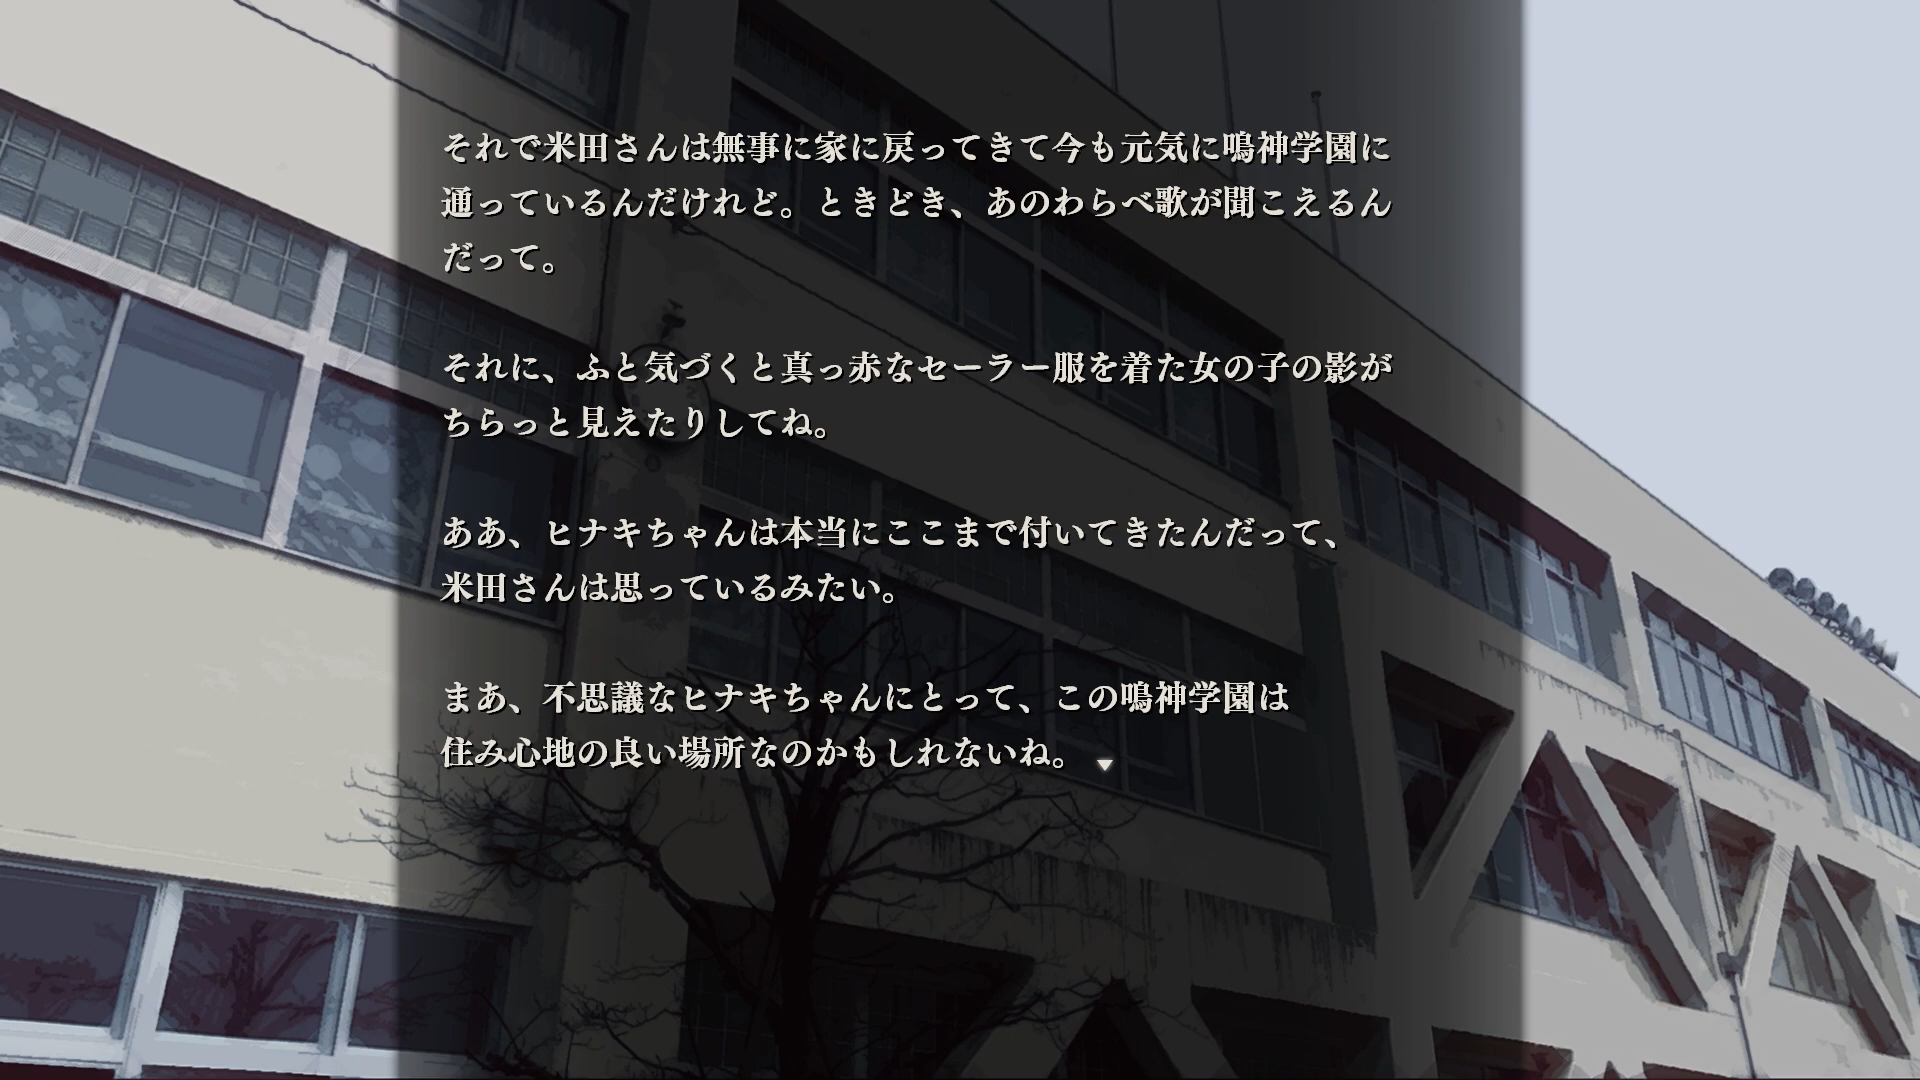 それで米田さんは無事に家に戻ってきて今も元気に鳴神学園に
通っているんだけれど。ときどき、あのわらべ歌が聞こえるん
だって。
それに、ふと気づくと真っ赤なセーラー服を着た女の子の影が
ちらっと見えたりしてね。
ああ、ヒナキちゃんは本当にここまで付いてきたんだって、
米田さんは思っているみたい。
まあ、不思議なヒナキちゃんにとって、この鳴神学園は
住み心地の良い場所なのかもしれないね。